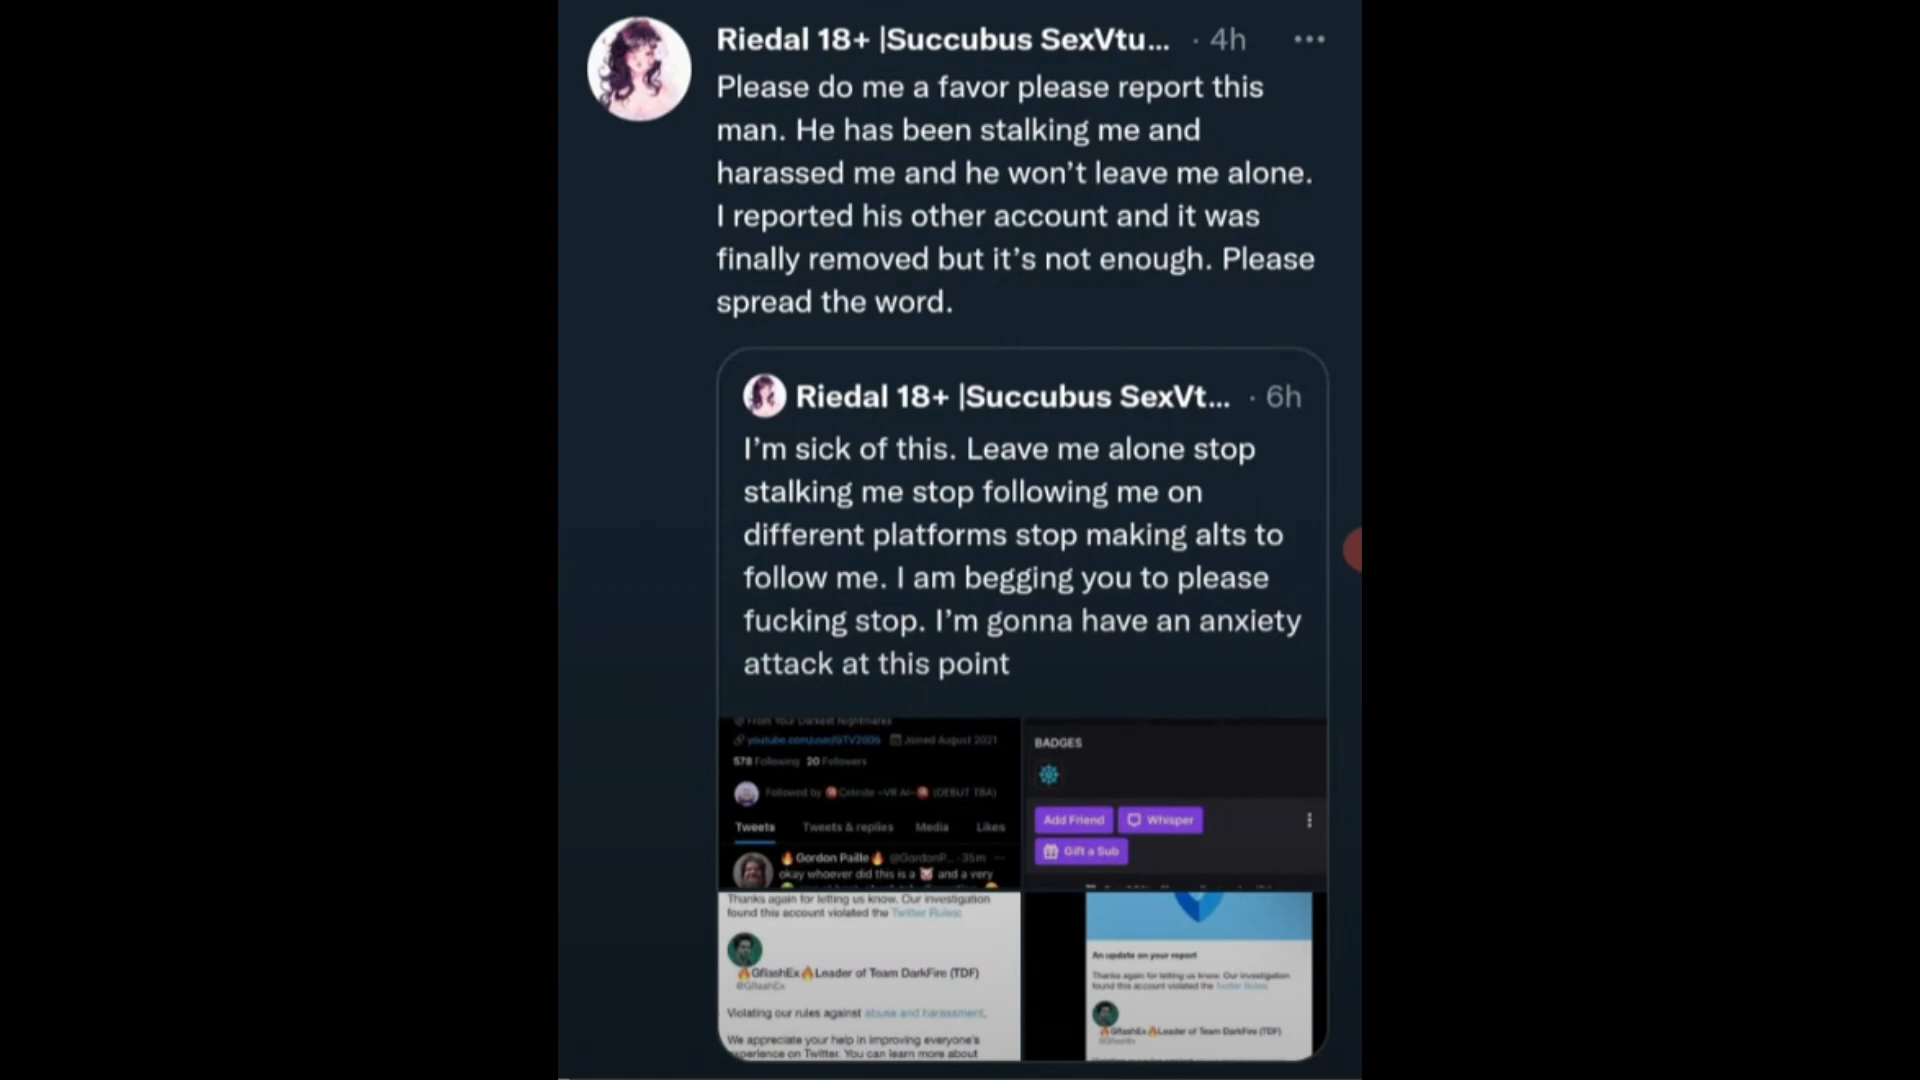 Riedal 18+ |Succubus SexVtu... · 4h
Please do me a favor please report this
man. He has been stalking me and
harassed me and he won't leave me alone.
I reported his other account and it was
finally removed but it's not enough. Please
spread the word.
Riedal 18+ |Succubus SexVt... · 6h
I'm sick of this. Leave me alone stop
stalking me stop following me on
different platforms stop making alts to
follow me. I am begging you to please
fucking stop. I'm gonna have an anxiety
attack at this point
From Your Darkest Nightmares
youtube.com/user/GTV2005 Joined August 2021
578 Following 20 Followers
Followed by Celeste ~VR AI~ (DEBUT TBA)
Tweets Tweets & replies Media Likes
🔥Gordon Paille🔥 @GordonP... · 35m
okay whoever did this is a 🐷 and a very
BADGES
Add Friend Whisper
Gift a Sub
Thanks again for letting us know. Our investigation
found this account violated the Twitter Rules:
🔥GflashEx🔥Leader of Team DarkFire (TDF)
@GflashEx
Violating our rules against abuse and harassment.
We appreciate your help in improving everyone's
experience on Twitter. You can learn more about
An update on your report
Thanks again for letting us know. Our investigation
found this account violated the Twitter Rules:
🔥GflashEx🔥Leader of Team DarkFire (TDF)
@GflashEx